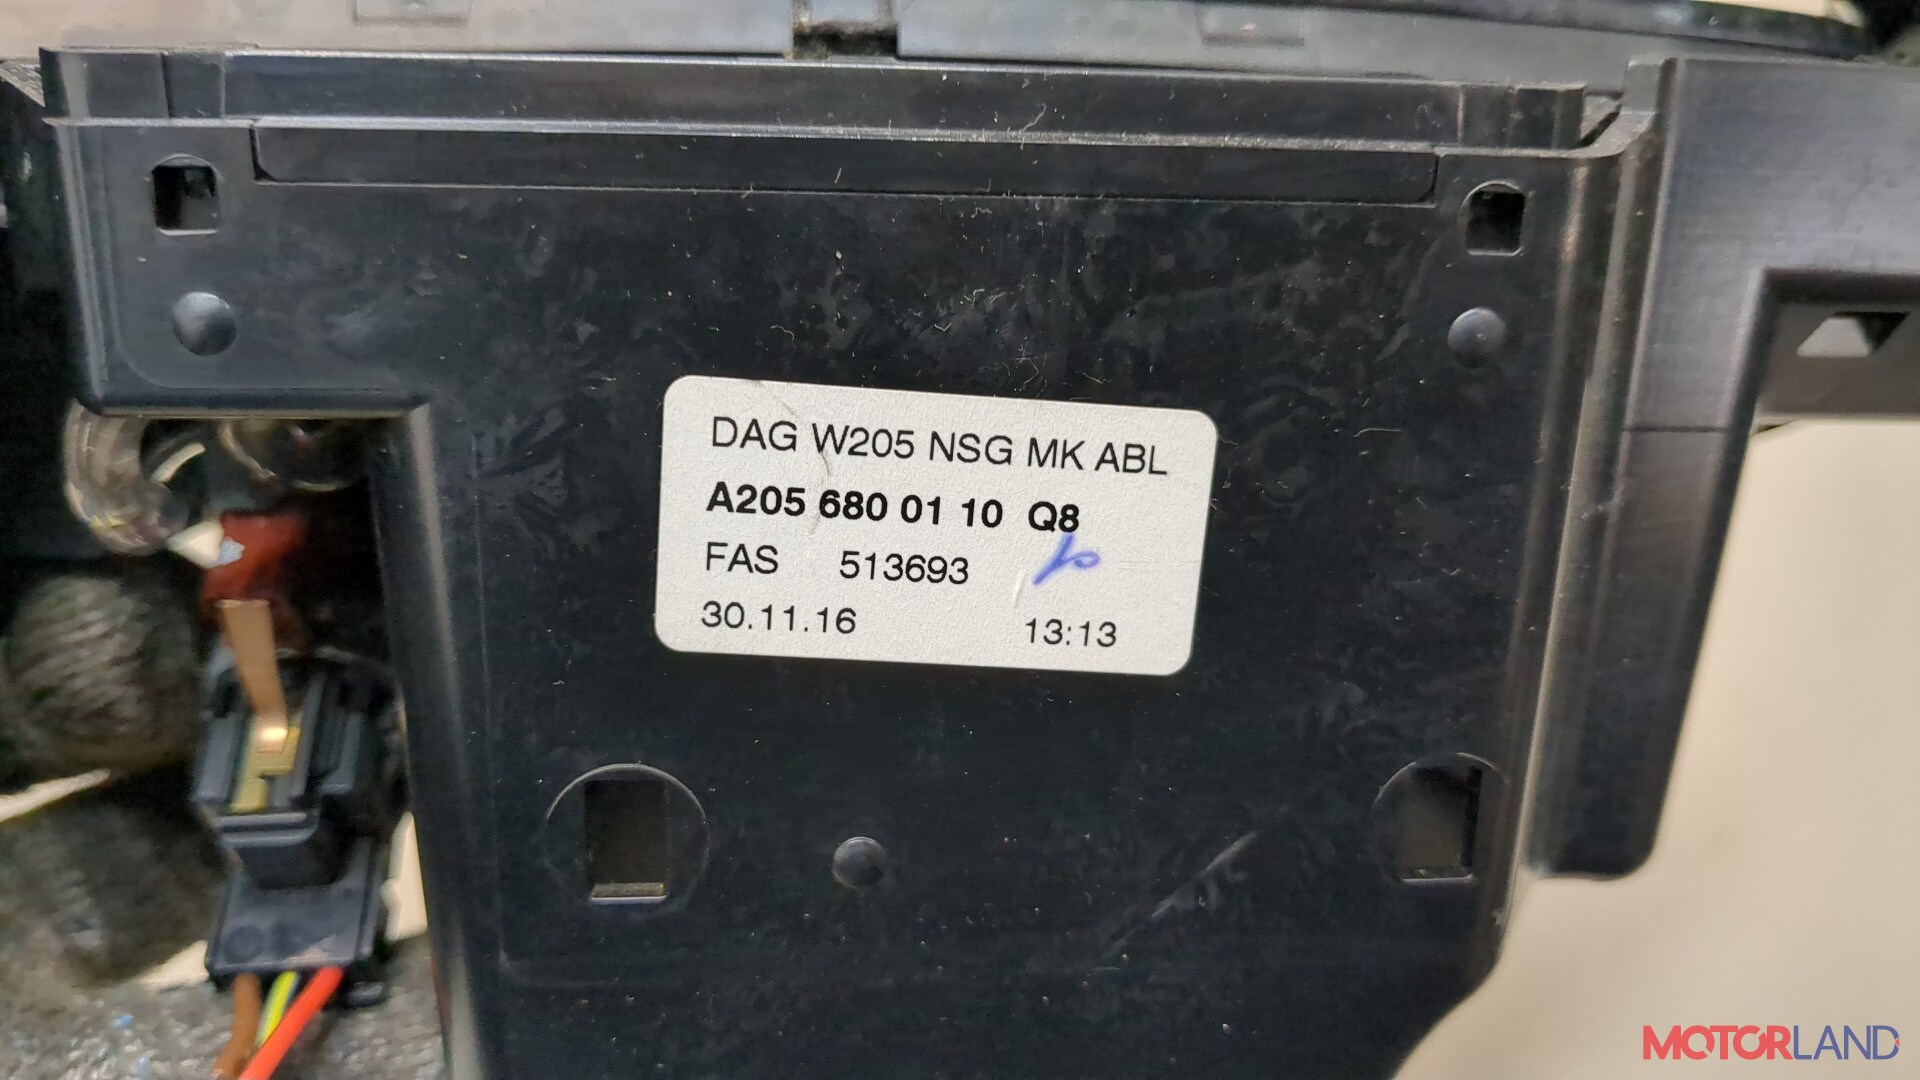 DAG W205 NSG MK ABL
A205 680 01 10 Q8
FAS 513693
30.11.16 13:13
MOTORLAND